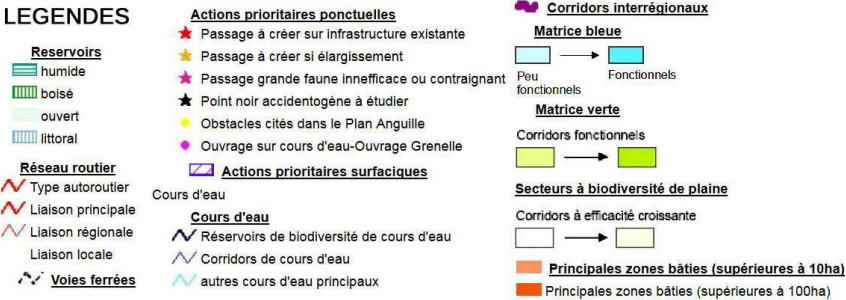 LEGENDES
Reservoirs
humide
boisé
ouvert
littoral
Réseau routier
Type autoroutier
Liaison principale
Liaison régionale
Liaison locale
Voies ferrées
Actions prioritaires ponctuelles
Passage à créer sur infrastructure existante
Passage à créer si élargissement
Passage grande faune innefficace ou contraignant
Point noir accidentogène à étudier
Obstacles cités dans le Plan Anguille
Ouvrage sur cours d'eau-Ouvrage Grenelle
Actions prioritaires surfaciques
Cours d'eau
Cours d'eau
Réservoirs de biodiversité de cours d'eau
Corridors de cours d'eau
autres cours d'eau principaux
Corridors interrégionaux
Matrice bleue
Peu
fonctionnels
Fonctionnels
Matrice verte
Corridors fonctionnels
Secteurs à biodiversité de plaine
Corridors à efficacité croissante
Principales zones bâties (supérieures à 10ha)
Principales zones bâties (supérieures à 100ha)